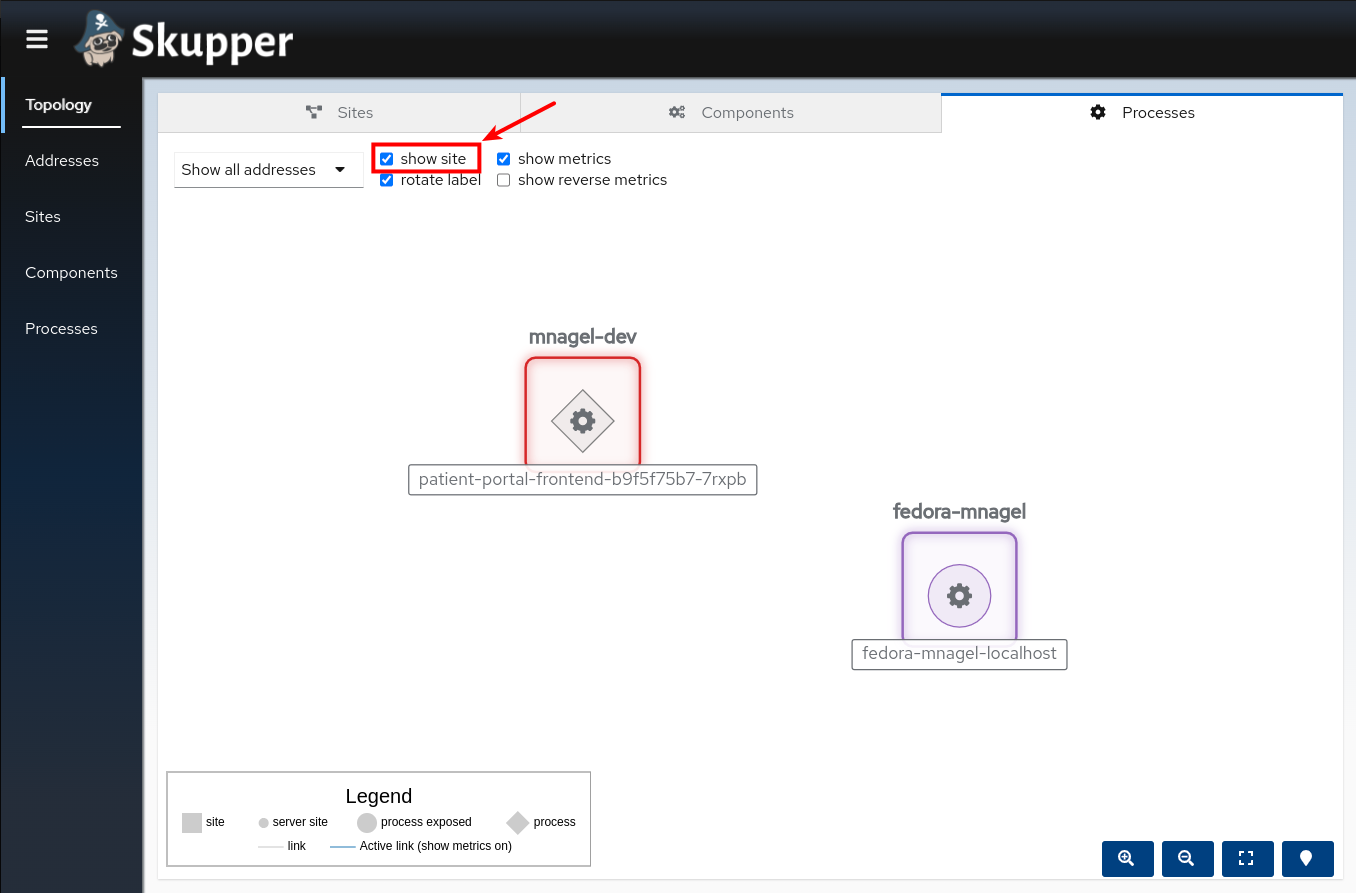 Skupper
Topology
Addresses
Sites
Components
Processes
Sites
Components
Processes
Show all addresses
show site
show metrics
rotate label
show reverse metrics
mnagel-dev
patient-portal-frontend-b9f5f75b7-7rxpb
fedora-mnagel
fedora-mnagel-localhost
Legend
site server site process exposed process
link Active link (show metrics on)